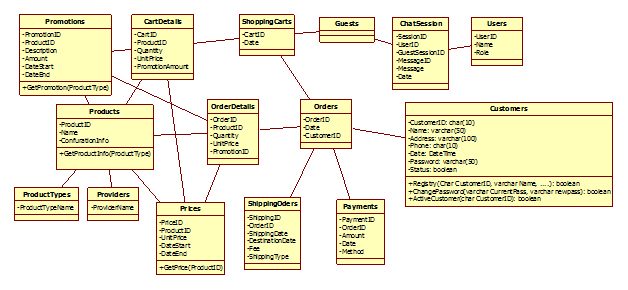 Promotions
-PromotionID
-ProductID
-Description
-Amount
-DateStart
-DateEnd
+GetPromotion(ProductType)
CartDetails
-CartID
-ProductID
-Quantity
-UnitPrice
-PromotionAmount
ShoppingCarts
-CartID
-Date
Guests
ChatSession
-SessionID
-UserID
-GuestSessionID
-MessageID
-Message
-Date
Users
-UserID
-Name
-Role
Products
-ProductID
-Name
-ConfurationInfo
+GetProductInfo(ProductType)
OrderDetails
-OrderID
-ProductID
-Quantity
-UnitPrice
-PromotionID
Orders
-OrderID
-Date
-CustomerID
Customers
-CustomerID: char(10)
-Name: varchar(50)
-Address: varchar(100)
-Phone: char(10)
-Date: DateTime
-Password: varchar(50)
-Status: boolean
+Registry(Char CustomerID, varchar Name, ....): boolean
+ChangePassword(varchar CurrentPass, varchar newpass): boolean
+ActiveCustomer(char CustomerID): boolean
ProductTypes
-ProductTypeName
Providers
-ProviderName
Prices
-PriceID
-ProductID
-UnitPrice
-DateStart
-DateEnd
+GetPrice(ProductID)
ShippingOders
-ShippingID
-OrderID
-ShippingDate
-DestinationDate
-Fee
-ShippingType
Payments
-PaymentID
-OrderID
-Amount
-Date
-Method